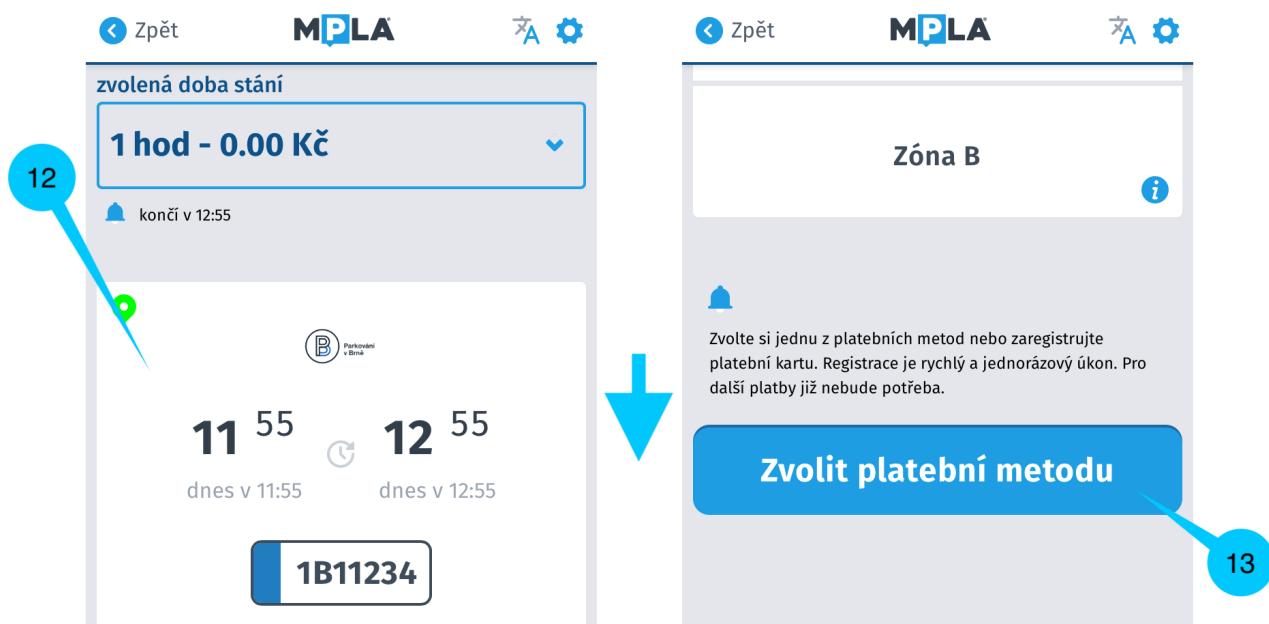 Zpět
MPLA
zvolená doba stání
1 hod - 0.00 Kč
12
končí v 12:55
Parkování
v Brně
11 55
12 55
dnes v 11:55
dnes v 12:55
1B11234
Zpět
MPLA
Zóna B
Zvolte si jednu z platebních metod nebo zaregistrujte
platební kartu. Registrace je rychlý a jednorázový úkon. Pro
další platby již nebude potřeba.
Zvolit platební metodu
13